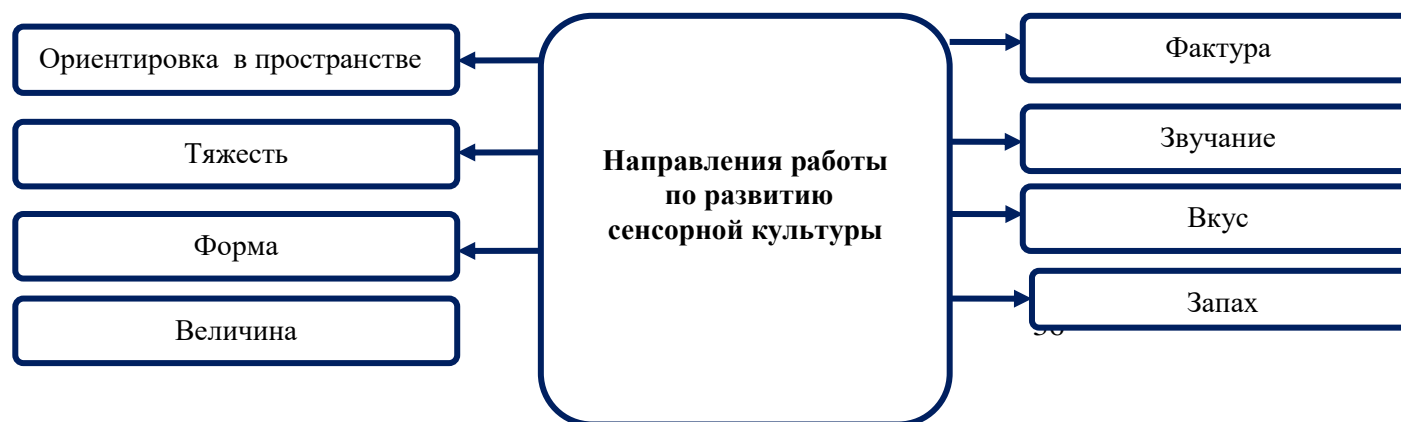 Ориентировка в пространстве
Тяжесть
Форма
Величина
Направления работы
по развитию
сенсорной культуры
Фактура
Звучание
Вкус
Запах